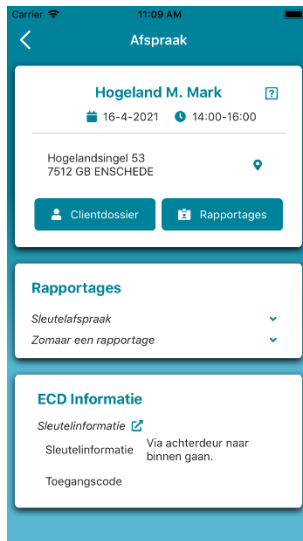 Carrier 11:09 AM
Afspraak
Hogeland M. Mark ?
16-4-2021 14:00-16:00
Hogelandsingel 53
7512 GB ENSCHEDE
Clientdossier Rapportages
Rapportages
Sleutelafspraak
Zomaar een rapportage
ECD Informatie
Sleutelinformatie
Sleutelinformatie Via achterdeur naar
binnen gaan.
Toegangscode